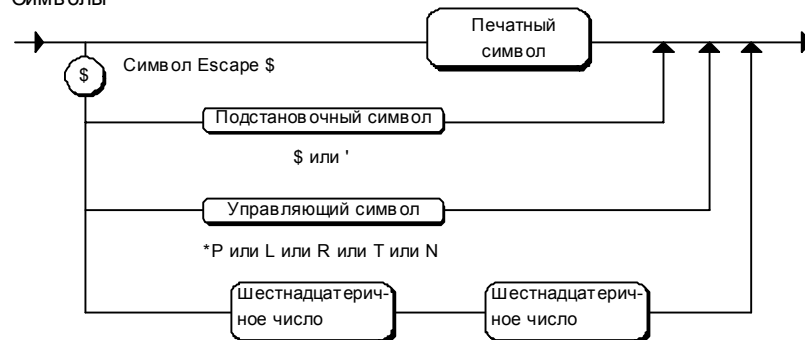 Символы
Печатный
символ
$
Символ Escape $
Подстановочный символ
$ или '
Управляющий символ
*P или L или R или T или N
Шестнадцатерич-
ное число
Шестнадцатерич-
ное число